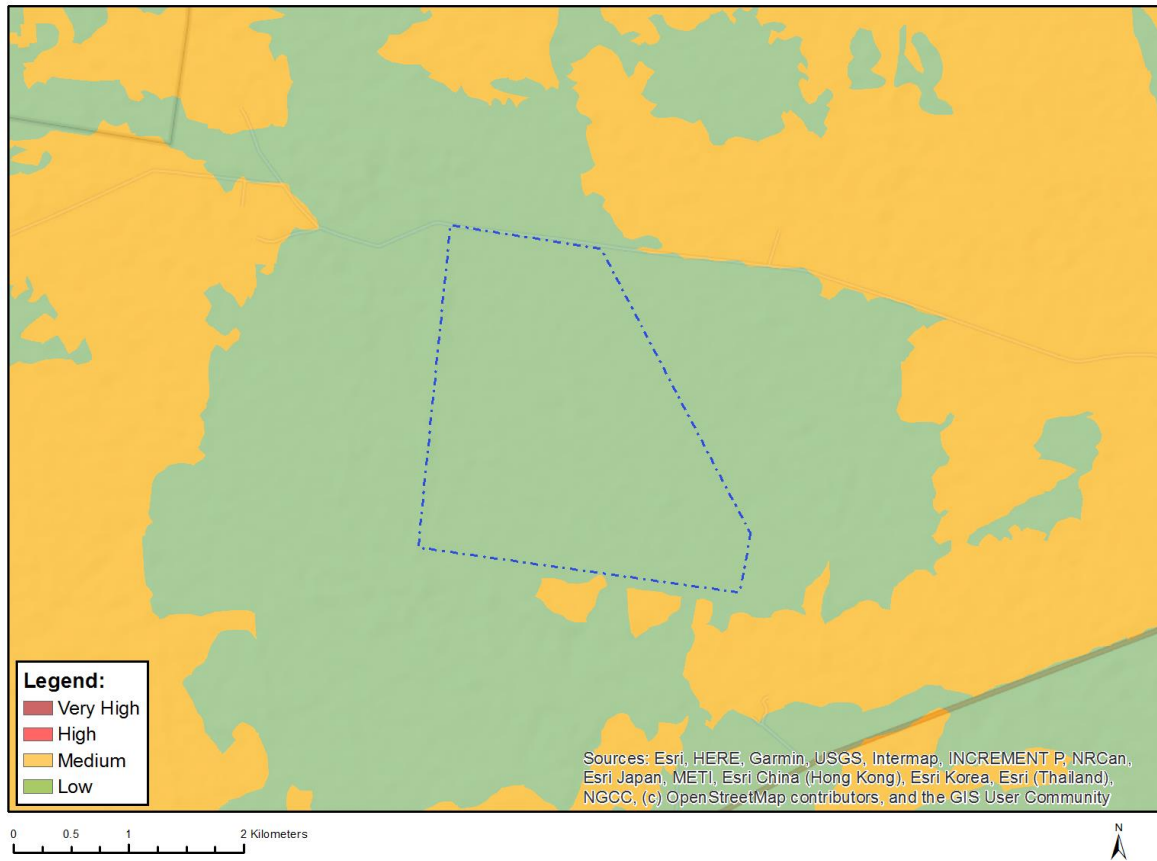 Legend:
Very High
High
Medium
Low
Sources: Esri, HERE, Garmin, USGS, Intermap, INCREMENT P, NRCan,
Esri Japan, METI, Esri China (Hong Kong), Esri Korea, Esri (Thailand),
NGCC, (c) OpenStreetMap contributors, and the GIS User Community
0 0.5 1 2 Kilometers
N